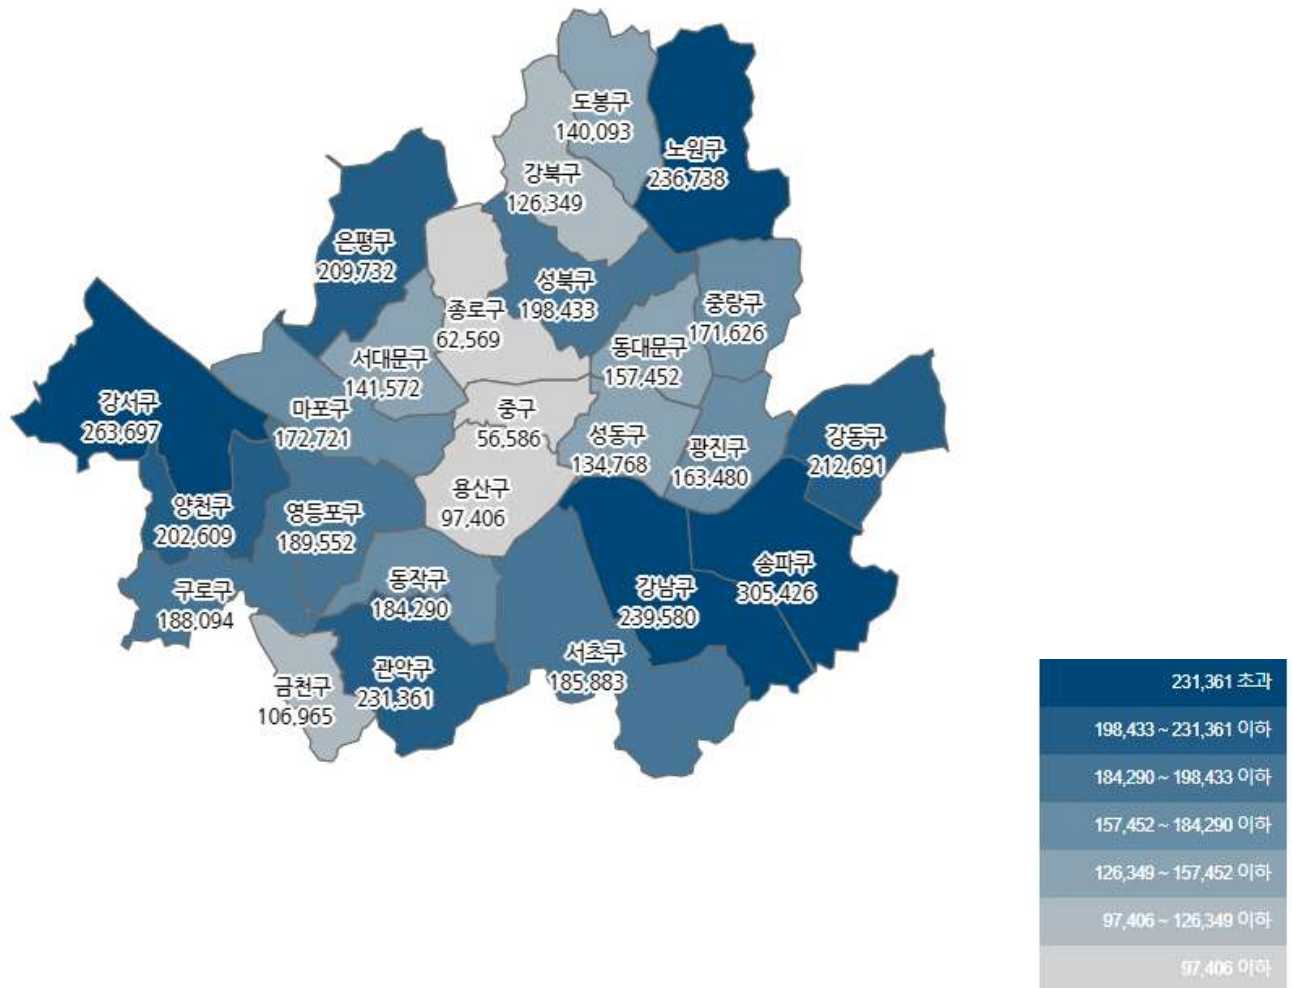 도봉구
140,093
노원구
236,738
강북구
126,349
은평구
209,732
성북구
198,433
중랑구
171,626
종로구
62,569
동대문구
157,452
서대문구
141,572
강서구
263,697
마포구
172,721
중구
56,586
성동구
134,768
광진구
163,480
강동구
212,691
용산구
97,406
양천구
202,609
영등포구
189,552
구로구
188,094
동작구
184,290
강남구
239,580
송파구
305,426
서초구
185,883
관악구
231,361
금천구
106,965
231,361 초과
198,433 ~ 231,361 이하
184,290 ~ 198,433 이하
157,452 ~ 184,290 이하
126,349 ~ 157,452 이하
97,406 ~ 126,349 이하
97,406 이하